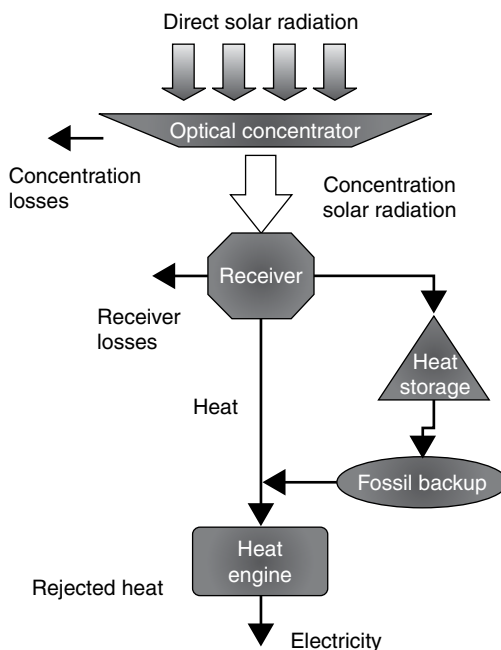 Direct solar radiation
Optical concentrator
Concentration
losses
Concentration
solar radiation
Receiver
Receiver
losses
Heat
storage
Heat
Fossil backup
Heat
engine
Rejected heat
Electricity